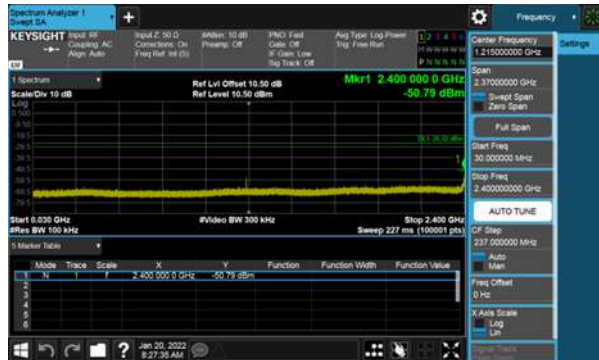 Spectrum Analyzer 1
Swept SA
Frequency
KEYSIGHT
Input: RF
Coupling: AC
Align: Auto
Input Z: 50 Ω
Corrections: On
Freq Ref: Int (S)
#Atten: 10 dB
Preamp: Off
PNO: Fast
Gate: Off
IF Gain: Low
Sig Track: Off
Avg Type: Log-Power
Trig: Free Run
Center Frequency
1.215000000 GHz
Settings
Span
2.37000000 GHz
Swept Span
Zero Span
Full Span
Start Freq
30.000000 MHz
Stop Freq
2.400000000 GHz
AUTO TUNE
CF Step
237.000000 MHz
Auto
Man
Freq Offset
0 Hz
X Axis Scale
Log
Lin
Signal Track
1 Spectrum
Scale/Div 10 dB
Log
Ref Lvl Offset 10.50 dB
Ref Level 10.50 dBm
Mkr1 2.400 000 0 GHz
-50.79 dBm
Start 0.030 GHz
#Res BW 100 kHz
#Video BW 300 kHz
Stop 2.400 GHz
Sweep 227 ms (100001 pts)
5 Marker Table
Mode Trace Scale X Y Function Function Width Function Value
1 N 1 f 2.400 000 0 GHz -50.79 dBm
2
3
4
5
6
?
Jan 20, 2022
8:27:35 AM